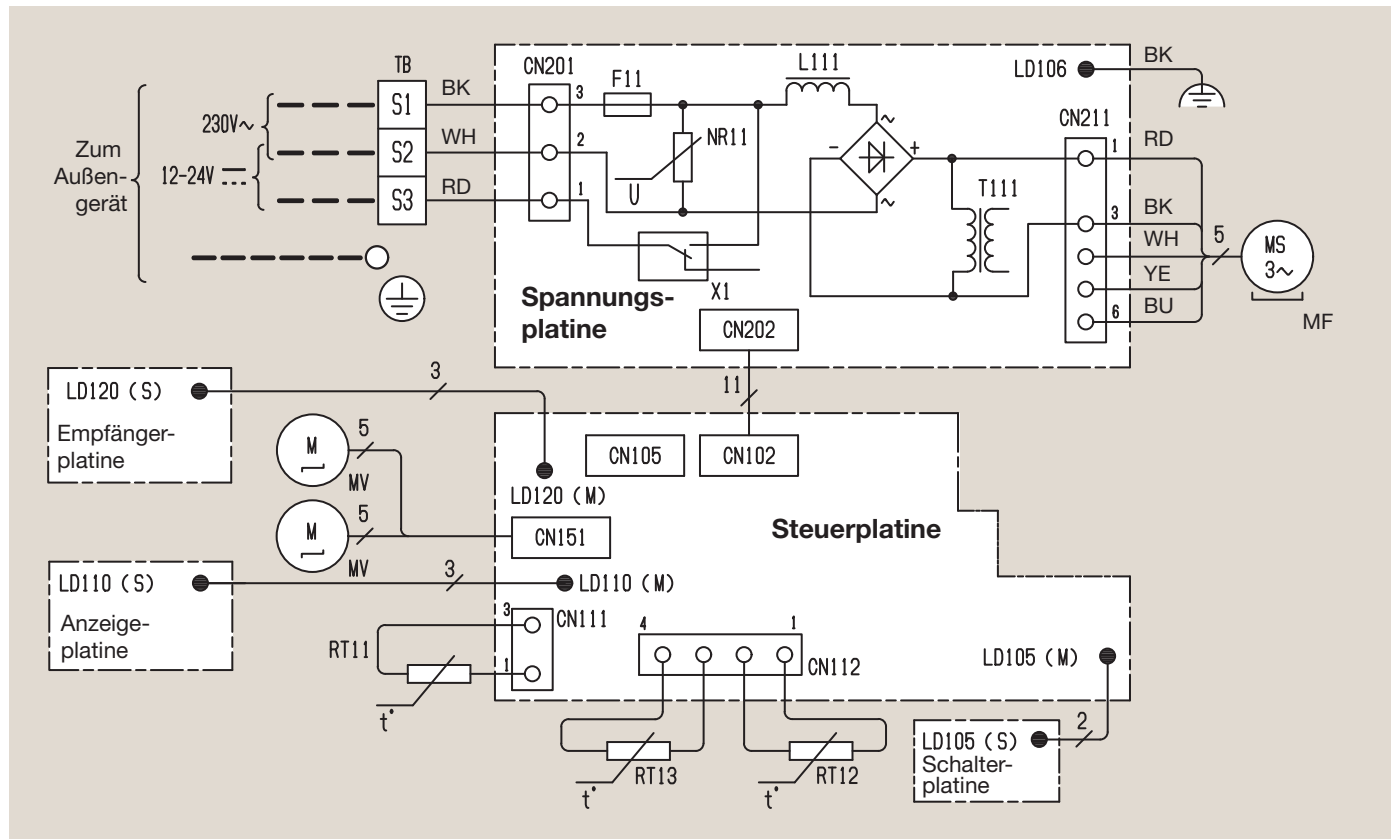 TB
CN201
F11
L111
LD106
BK
BK
3
S1
CN211
230V~
~
NR11
1
RD
Zum
Außen-
gerät
S2
WH
2
-
+
12-24V
T111
S3
RD
1
U
~
3
BK
WH
5
MS
3~
YE
X1
Spannungs-
platine
BU
6
MF
CN202
3
11
LD120 (S)
Empfänger-
platine
5
M
MV
CN105
CN102
LD120 (M)
Steuerplatine
5
M
CN151
MV
3
LD110 (S)
LD110 (M)
Anzeige-
platine
3
CN111
RT11
4
1
1
CN112
LD105 (M)
t°
2
LD105 (S)
Schalter-
platine
RT13
RT12
t°
t°